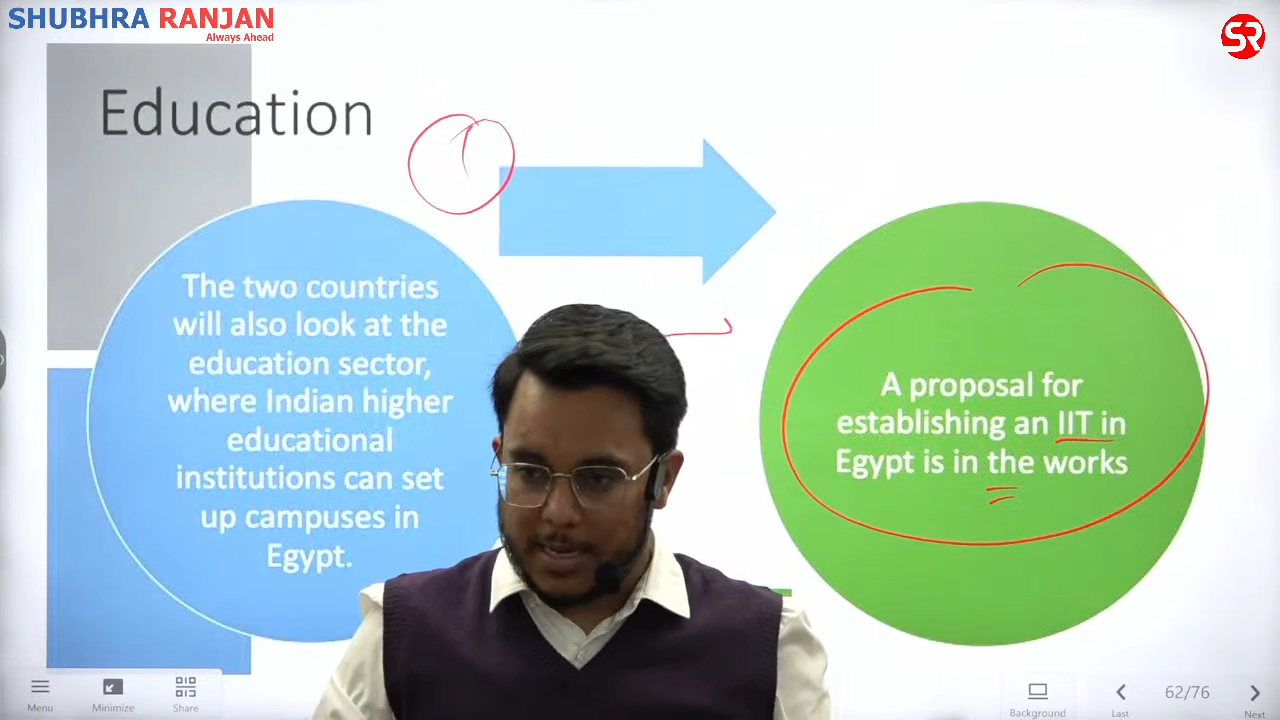 SHUBHRA RANJAN
Always Ahead
SR
Education
1
The two countries
will also look at the
education sector,
where Indian higher
educational
institutions can set
up campuses in
Egypt.
A proposal for
establishing an IIT in
Egypt is in the works
Menu
Minimize
Share
Background
Last
62/76
Next